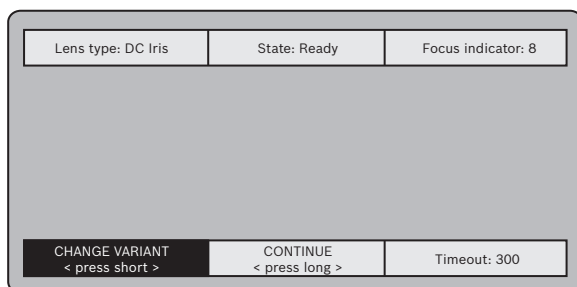 Lens type: DC Iris
State: Ready
Focus indicator: 8
CHANGE VARIANT
< press short >
CONTINUE
< press long >
Timeout: 300